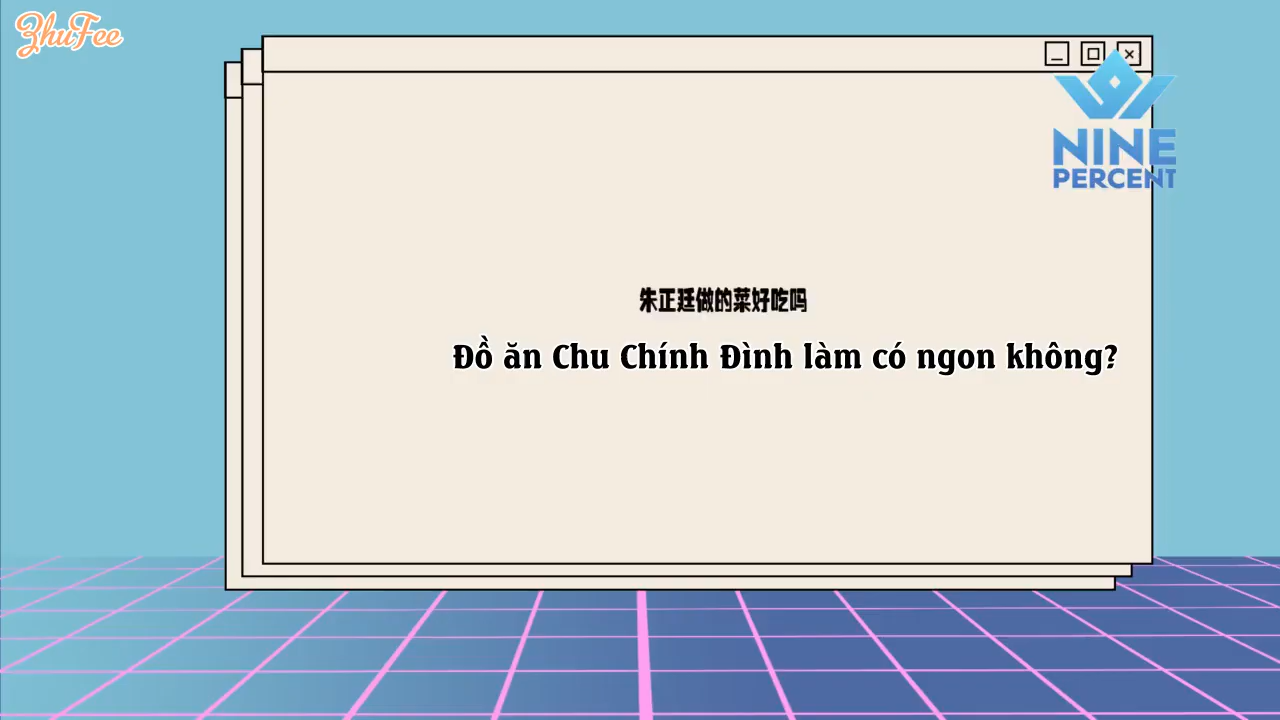 ZhuFee
NINE
PERCENT
朱正廷做的菜好吃吗
Đồ ăn Chu Chính Đình làm có ngon không?